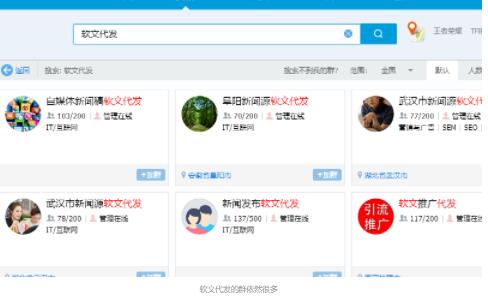 软文代发
王者荣耀 TFB
返回 搜索: 软文代发 搜索不到我的群? 范围: 全国 默认 人数
自媒体新闻稿软文代发
103/200 管理在线
IT/互联网
+加群
阜阳新闻源软文代发
70/200 管理在线
IT/互联网
安徽省阜阳市
+加群
武汉市新闻源软文代
77/200 管理在线
营销与广告 SEM SEO
湖北省武汉市
武汉市新闻源软文代发
78/200 管理在线
IT/互联网
+加群
新闻发布软文代发
137/500 管理在线
IT/互联网
+加群
引流
推广
软文推广代发
117/200 管理在线
软文代发的群依然很多